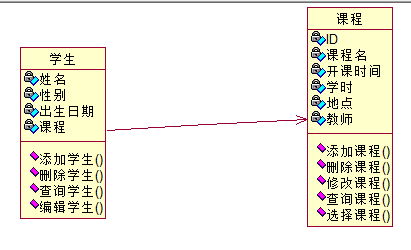 学生
姓名
性别
出生日期
课程
添加学生()
删除学生()
查询学生()
编辑学生()
课程
ID
课程名
开课时间
学时
地点
教师
添加课程()
删除课程()
修改课程()
查询课程()
选择课程()